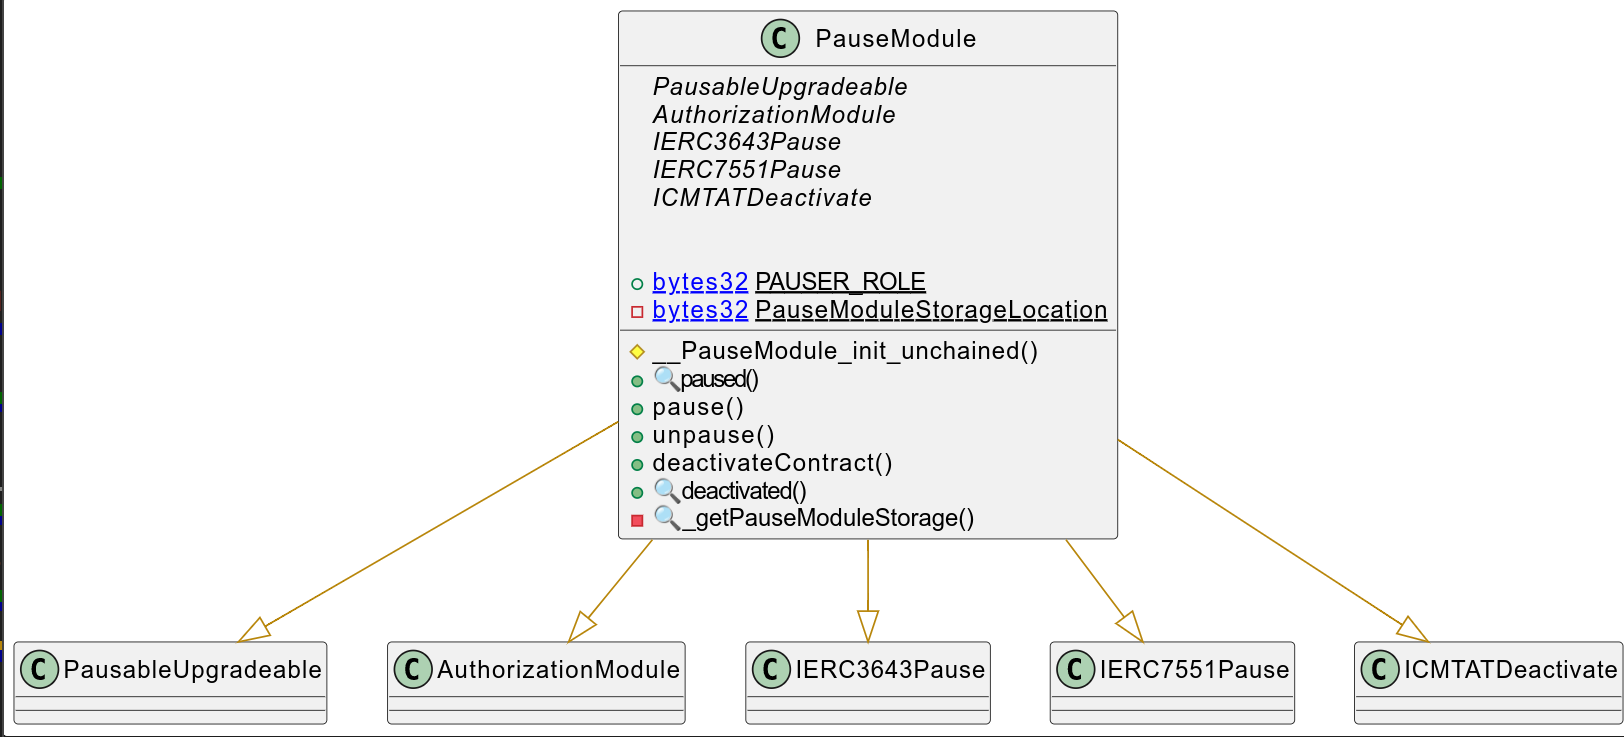 C PauseModule
PausableUpgradeable
AuthorizationModule
IERC3643Pause
IERC7551Pause
ICMTATDeactivate
bytes32 PAUSER_ROLE
bytes32 PauseModuleStorageLocation
__PauseModule_init_unchained()
🔍paused()
pause()
unpause()
deactivateContract()
🔍deactivated()
🔍_getPauseModuleStorage()
C PausableUpgradeable
C AuthorizationModule
C IERC3643Pause
C IERC7551Pause
C ICMTATDeactivate